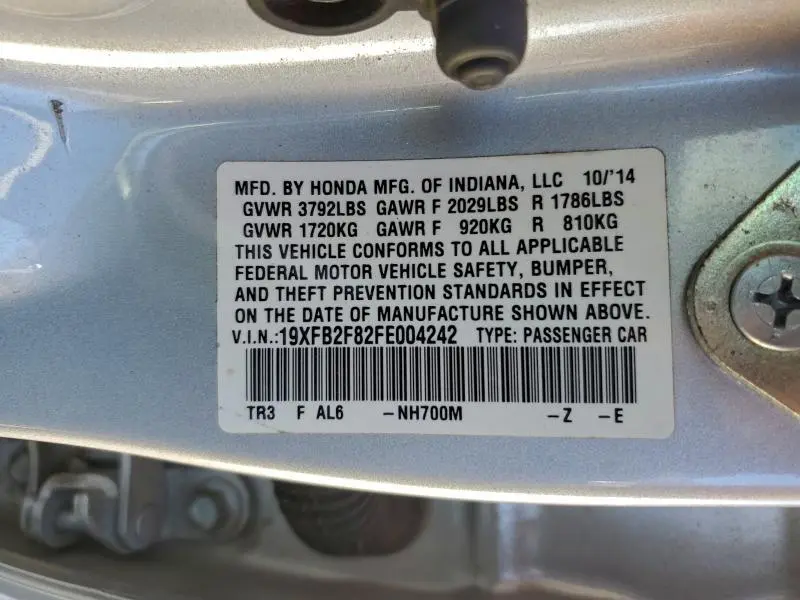 MFD. BY HONDA MFG. OF INDIANA, LLC 10/'14
GVWR 3792LBS GAWR F 2029LBS R 1786LBS
GVWR 1720KG GAWR F 920KG R 810KG
THIS VEHICLE CONFORMS TO ALL APPLICABLE
FEDERAL MOTOR VEHICLE SAFETY, BUMPER,
AND THEFT PREVENTION STANDARDS IN EFFECT
ON THE DATE OF MANUFACTURE SHOWN ABOVE.
V.I.N.:19XFB2F82FE004242 TYPE: PASSENGER CAR
TR3 F AL6 -NH700M -Z -E